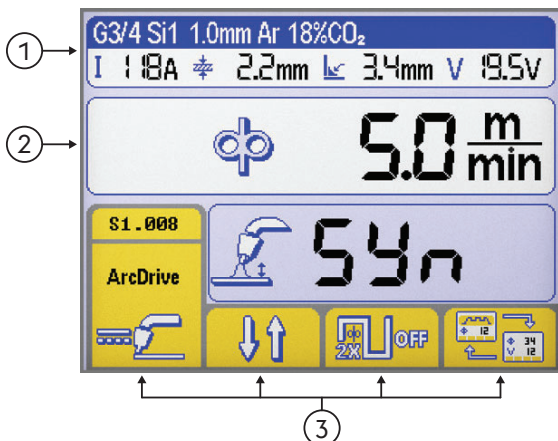 G3/4 Si1 1.0mm Ar 18%CO₂
I 118A 2.2mm 3.4mm V 19.5V
5.0 m/min
S1.008
Syn
ArcDrive
2X OFF
12 34 V 12
1
2
3